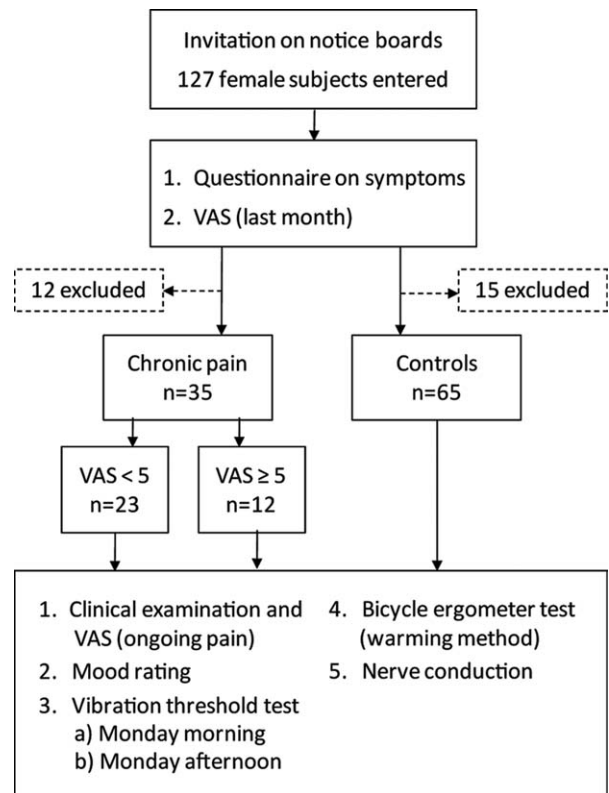 Invitation on notice boards
127 female subjects entered
1. Questionnaire on symptoms
2. VAS (last month)
12 excluded
15 excluded
Chronic pain
n=35
Controls
n=65
VAS < 5
n=23
VAS ≥ 5
n=12
1. Clinical examination and
VAS (ongoing pain)
2. Mood rating
3. Vibration threshold test
a) Monday morning
b) Monday afternoon
4. Bicycle ergometer test
(warming method)
5. Nerve conduction